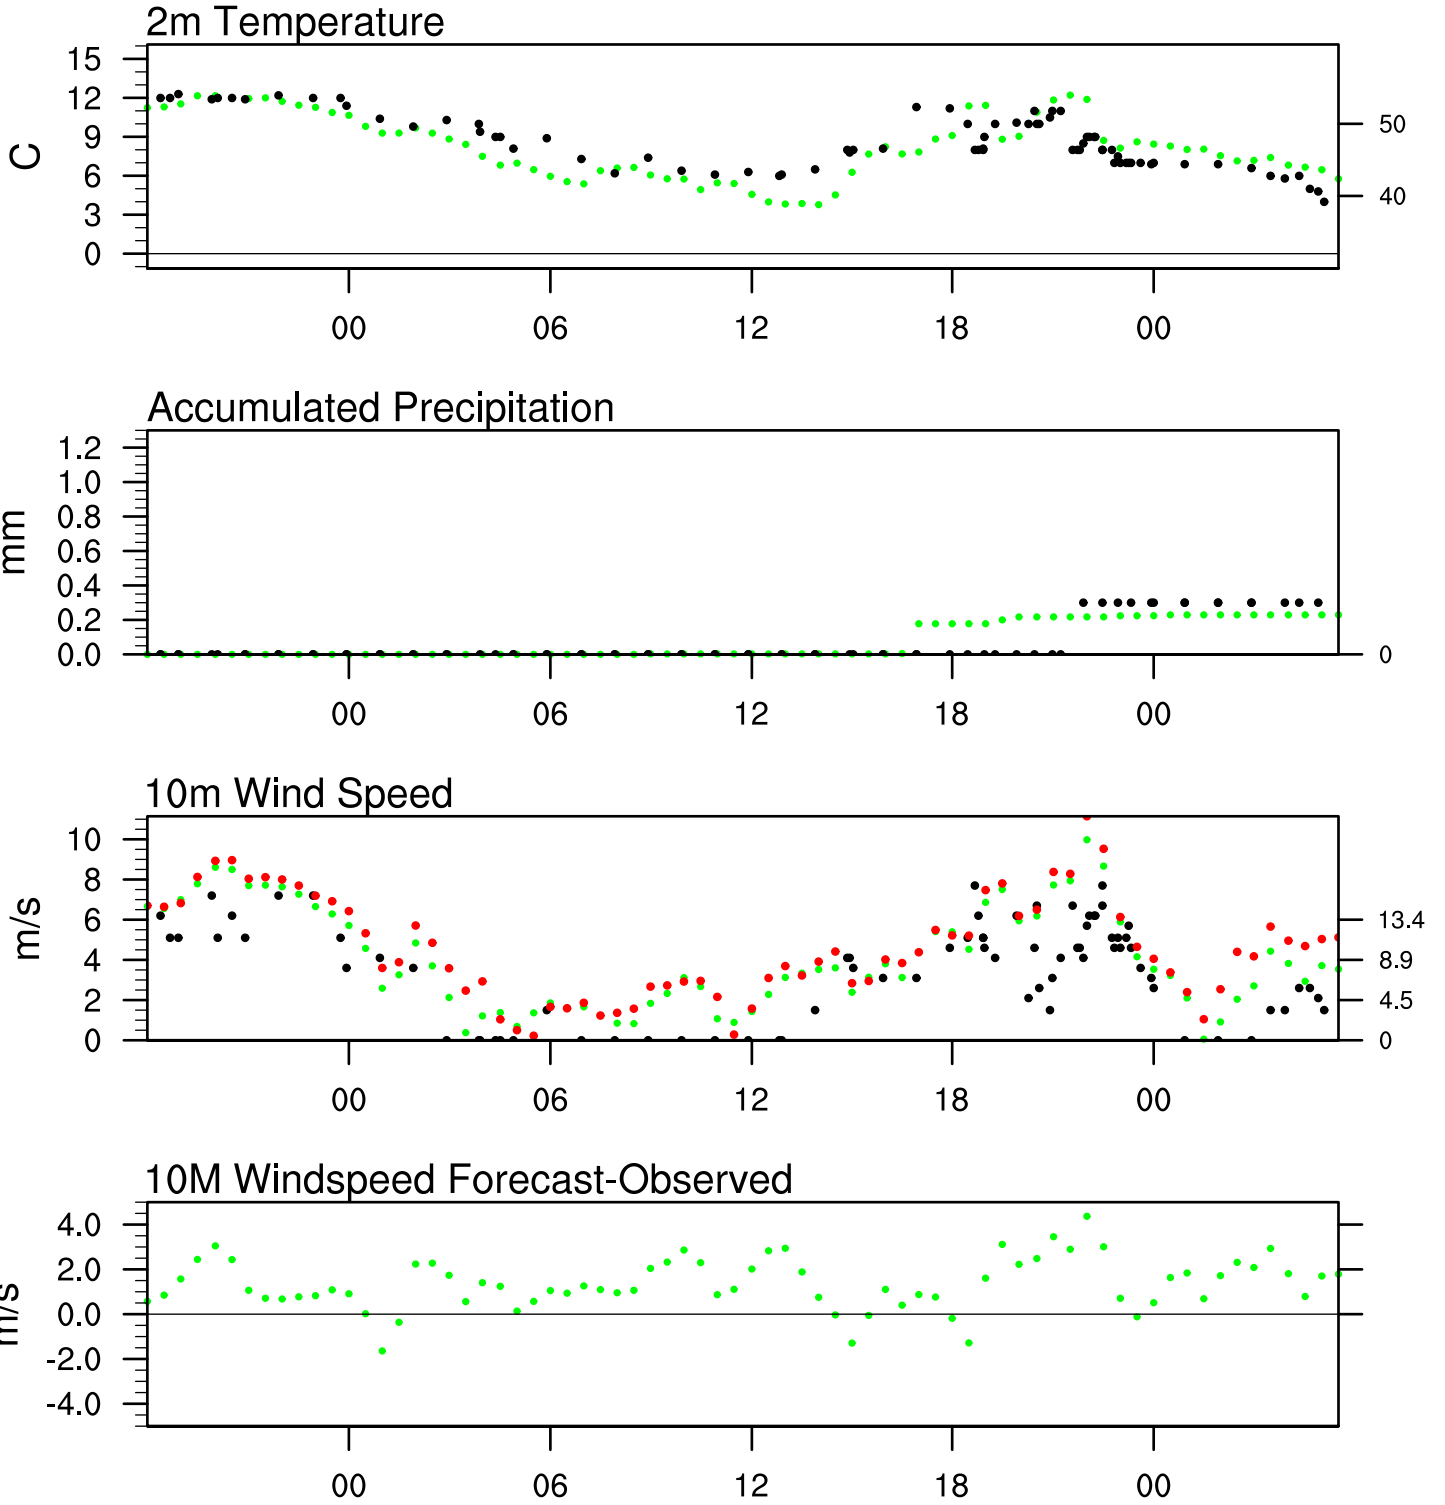 2m Temperature
15
12
9
6
3
0
C
50
40
00 06 12 18 00
Accumulated Precipitation
1.2
1.0
0.8
0.6
0.4
0.2
0.0
mm
0
00 06 12 18 00
10m Wind Speed
10
8
6
4
2
0
m/s
13.4
8.9
4.5
0
00 06 12 18 00
10M Windspeed Forecast-Observed
4.0
2.0
0.0
-2.0
-4.0
m/s
00 06 12 18 00